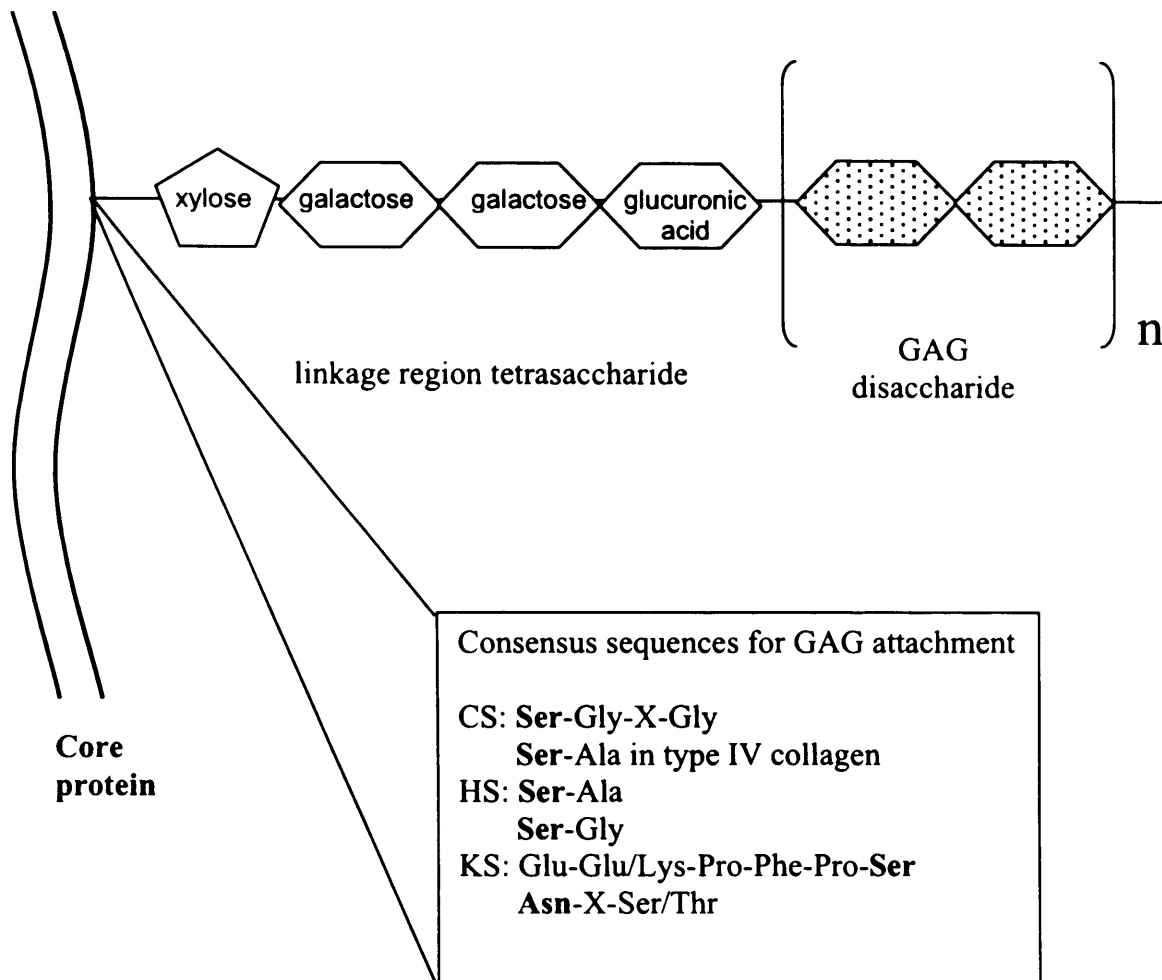 xylose
galactose
galactose
glucuronic
acid
n
linkage region tetrasaccharide
GAG
disaccharide
Consensus sequences for GAG attachment
CS: Ser-Gly-X-Gly
Ser-Ala in type IV collagen
HS: Ser-Ala
Ser-Gly
KS: Glu-Glu/Lys-Pro-Phe-Pro-Ser
Asn-X-Ser/Thr
Core
protein